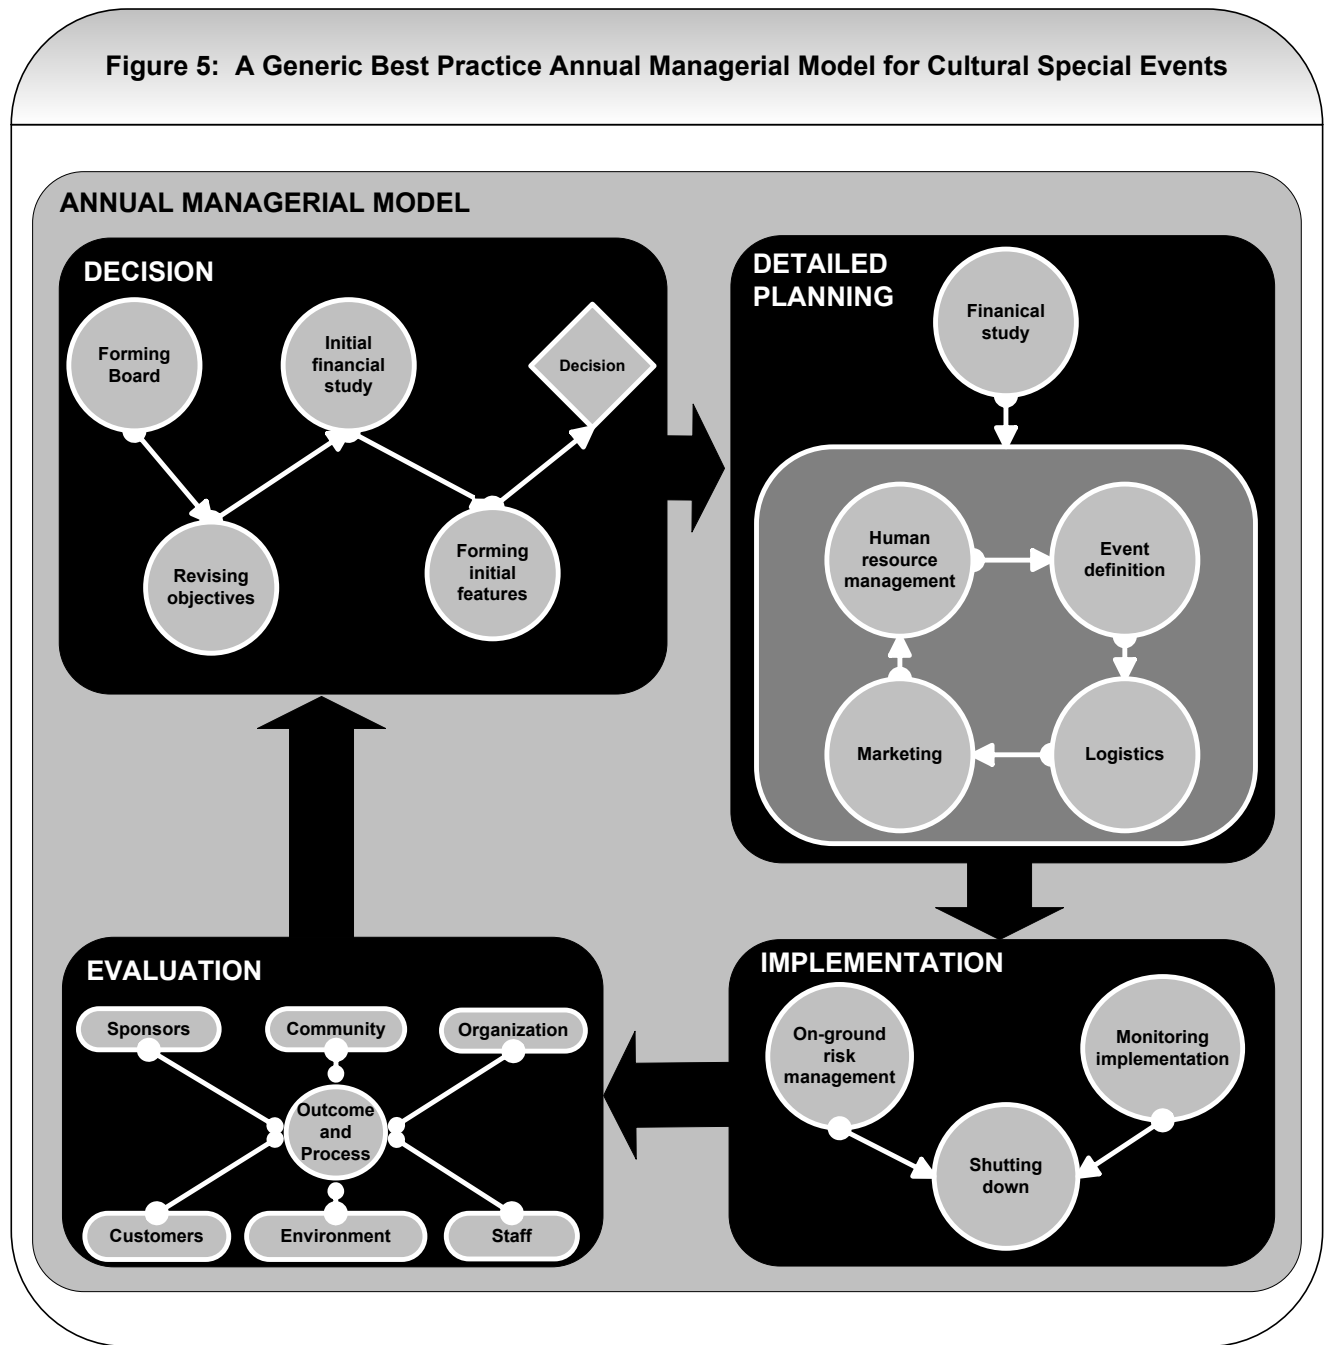 Figure 5: A Generic Best Practice Annual Managerial Model for Cultural Special Events
ANNUAL MANAGERIAL MODEL
DECISION
Forming
Board
Initial
financial
study
Decision
Revising
objectives
Forming
initial
features
DETAILED
PLANNING
Finanical
study
Human
resource
management
Event
definition
Marketing
Logistics
EVALUATION
Sponsors
Community
Organization
Outcome
and
Process
Customers
Environment
Staff
IMPLEMENTATION
On-ground
risk
management
Monitoring
implementation
Shutting
down